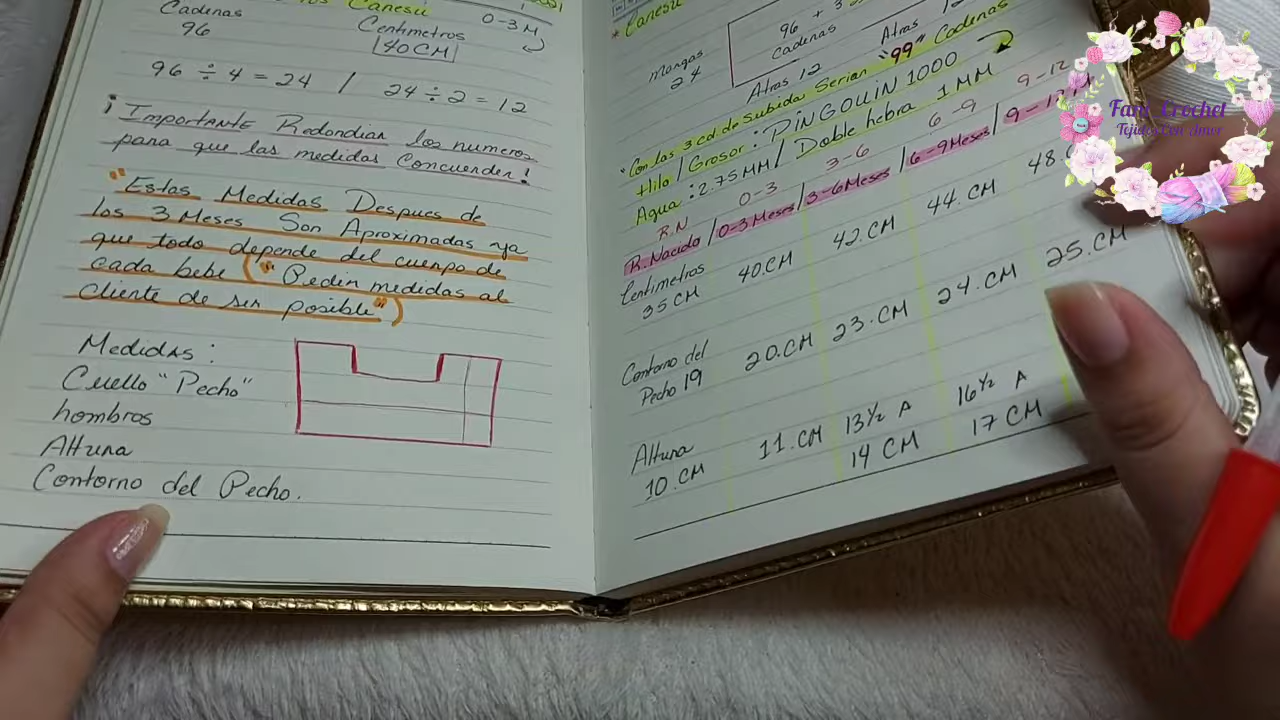 Canesu
0-3 M
Cadenas
96
Centimetros
40 CM
96 ÷ 4 = 24 / 24 ÷ 2 = 12
¡Importante Redondiar los numeros
para que las medidas Concuerden!
"Estas Medidas Despues de
los 3 Meses Son Aproximadas ya
que todo depende del cuerpo de
cada bebe ("Pedir medidas al
cliente de ser posible")
Medidas:
Cuello "Pecho"
hombros
Altura
Contorno del Pecho.
* Canesu
96 + 3
cadenas
Mangas
24
Atras 12
Atras
"Con las 3 cd de Subida Serian "99" Cadenas
Hilo / Grosor: PINGOUIN 1000
Agua: 2.75MM / Doble hebra 1 MM
R.N 0-3 3-6 6-9 9-12
R. Nacido / 0-3 Meses / 3-6 Meses / 6-9 Meses / 9-12 M
Centimetros
35 CM 40.CM 42.CM 44.CM 48.
Contorno del
Pecho 19 20.CM 23.CM 24.CM 25.CM
Altura
10.CM 11.CM 13½ A 16½ A
14 CM 17 CM
Fani_Crochet
Tejidos Con Amor